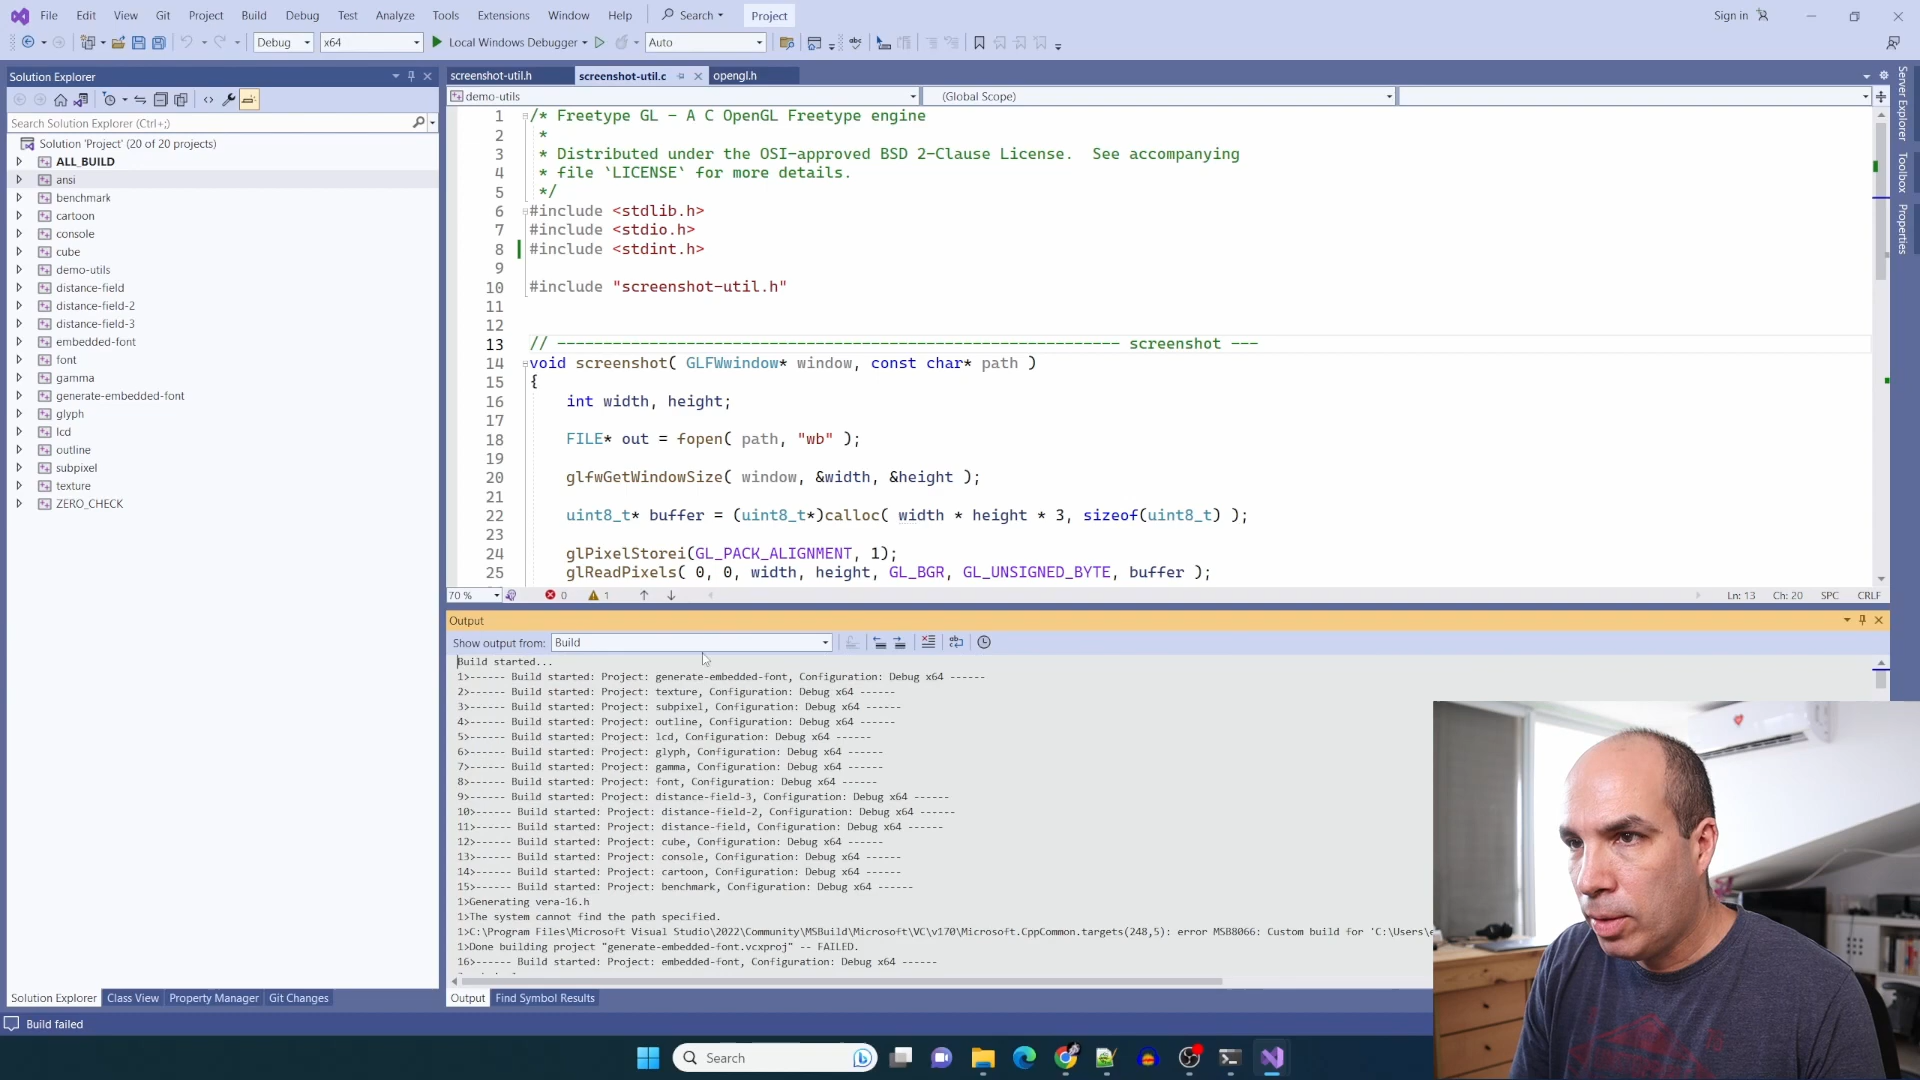 File Edit View Git Project Build Debug Test Analyze Tools Extensions Window Help Search Project Sign in
Debug x64 Local Windows Debugger Auto
Solution Explorer
Search Solution Explorer (Ctrl+;)
Solution 'Project' (20 of 20 projects)
ALL_BUILD
ansi
benchmark
cartoon
console
cube
demo-utils
distance-field
distance-field-2
distance-field-3
embedded-font
font
gamma
generate-embedded-font
glyph
lcd
outline
subpixel
texture
ZERO_CHECK
Solution Explorer Class View Property Manager Git Changes
screenshot-util.h screenshot-util.c opengl.h
demo-utils (Global Scope)
1 /* Freetype GL - A C OpenGL Freetype engine
2 *
3 * Distributed under the OSI-approved BSD 2-Clause License. See accompanying
4 * file `LICENSE` for more details.
5 */
6 #include <stdlib.h>
7 #include <stdio.h>
8 #include <stdint.h>
9
10 #include "screenshot-util.h"
11
12
13 // ------------------------------------------------------------- screenshot ---
14 void screenshot( GLFWwindow* window, const char* path )
15 {
16 int width, height;
17
18 FILE* out = fopen( path, "wb" );
19
20 glfwGetWindowSize( window, &width, &height );
21
22 uint8_t* buffer = (uint8_t*)calloc( width * height * 3, sizeof(uint8_t) );
23
24 glPixelStorei(GL_PACK_ALIGNMENT, 1);
25 glReadPixels( 0, 0, width, height, GL_BGR, GL_UNSIGNED_BYTE, buffer );
70 % 0 1 Ln: 13 Ch: 20 SPC CRLF
Server Explorer
Toolbox
Properties
Output
Show output from: Build
Build started...
1>------ Build started: Project: generate-embedded-font, Configuration: Debug x64 ------
2>------ Build started: Project: texture, Configuration: Debug x64 ------
3>------ Build started: Project: subpixel, Configuration: Debug x64 ------
4>------ Build started: Project: outline, Configuration: Debug x64 ------
5>------ Build started: Project: lcd, Configuration: Debug x64 ------
6>------ Build started: Project: glyph, Configuration: Debug x64 ------
7>------ Build started: Project: gamma, Configuration: Debug x64 ------
8>------ Build started: Project: font, Configuration: Debug x64 ------
9>------ Build started: Project: distance-field-3, Configuration: Debug x64 ------
10>------ Build started: Project: distance-field-2, Configuration: Debug x64 ------
11>------ Build started: Project: distance-field, Configuration: Debug x64 ------
12>------ Build started: Project: cube, Configuration: Debug x64 ------
13>------ Build started: Project: console, Configuration: Debug x64 ------
14>------ Build started: Project: cartoon, Configuration: Debug x64 ------
15>------ Build started: Project: benchmark, Configuration: Debug x64 ------
1>Generating vera-16.h
1>The system cannot find the path specified.
1>C:\Program Files\Microsoft Visual Studio\2022\Community\MSBuild\Microsoft\VC\v170\Microsoft.CppCommon.targets(248,5): error MSB8066: Custom build for 'C:\Users\e
1>Done building project "generate-embedded-font.vcxproj" -- FAILED.
16>------ Build started: Project: embedded-font, Configuration: Debug x64 ------
Output Find Symbol Results
Build failed
Search